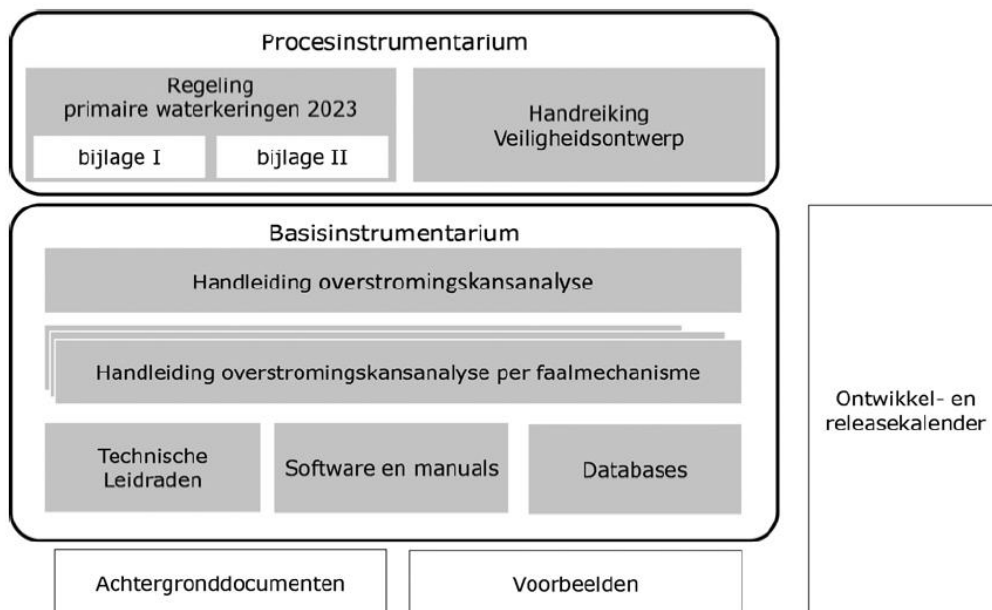 Procesinstrumentarium
Regeling
primaire waterkeringen 2023
bijlage I
bijlage II
Handreiking
Veiligheidsontwerp
Basisinstrumentarium
Handleiding overstromingskansanalyse
Handleiding overstromingskansanalyse per faalmechanisme
Technische
Leidraden
Software en manuals
Databases
Ontwikkel- en
releasekalender
Achtergronddocumenten
Voorbeelden